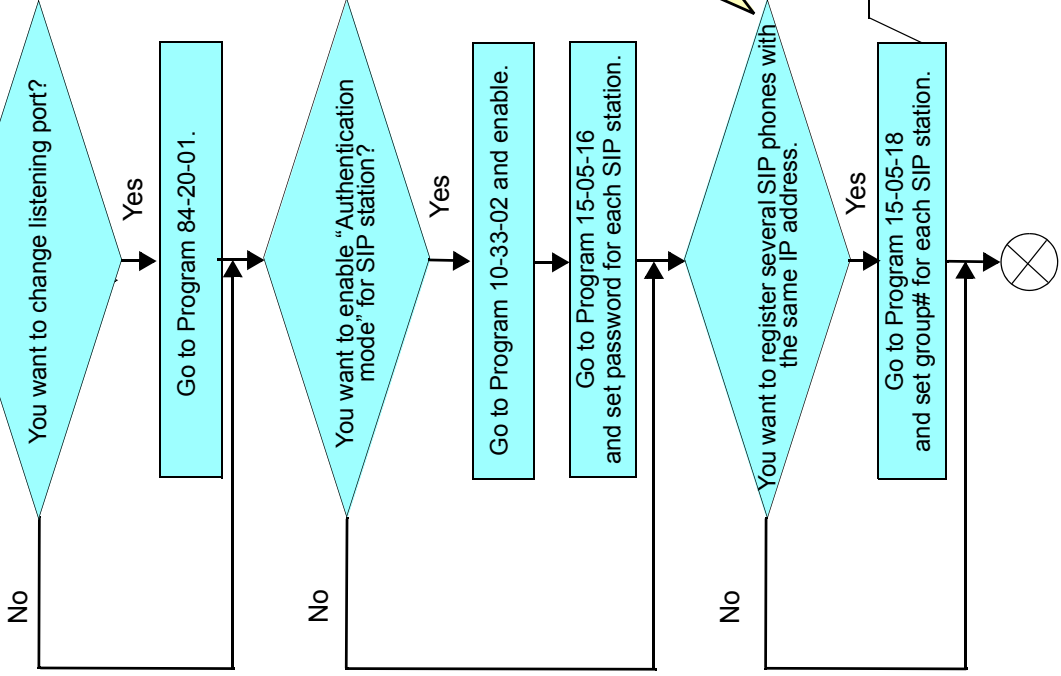 You want to change listening port?
Yes
No
Go to Program 84-20-01.
You want to enable “Authentication
mode” for SIP station?
Yes
No
Go to Program 10-33-02 and enable.
Go to Program 15-05-16
and set password for each SIP station.
You want to register several SIP phones with
the same IP address.
Yes
No
Go to Program 15-05-18
and set group# for each SIP station.